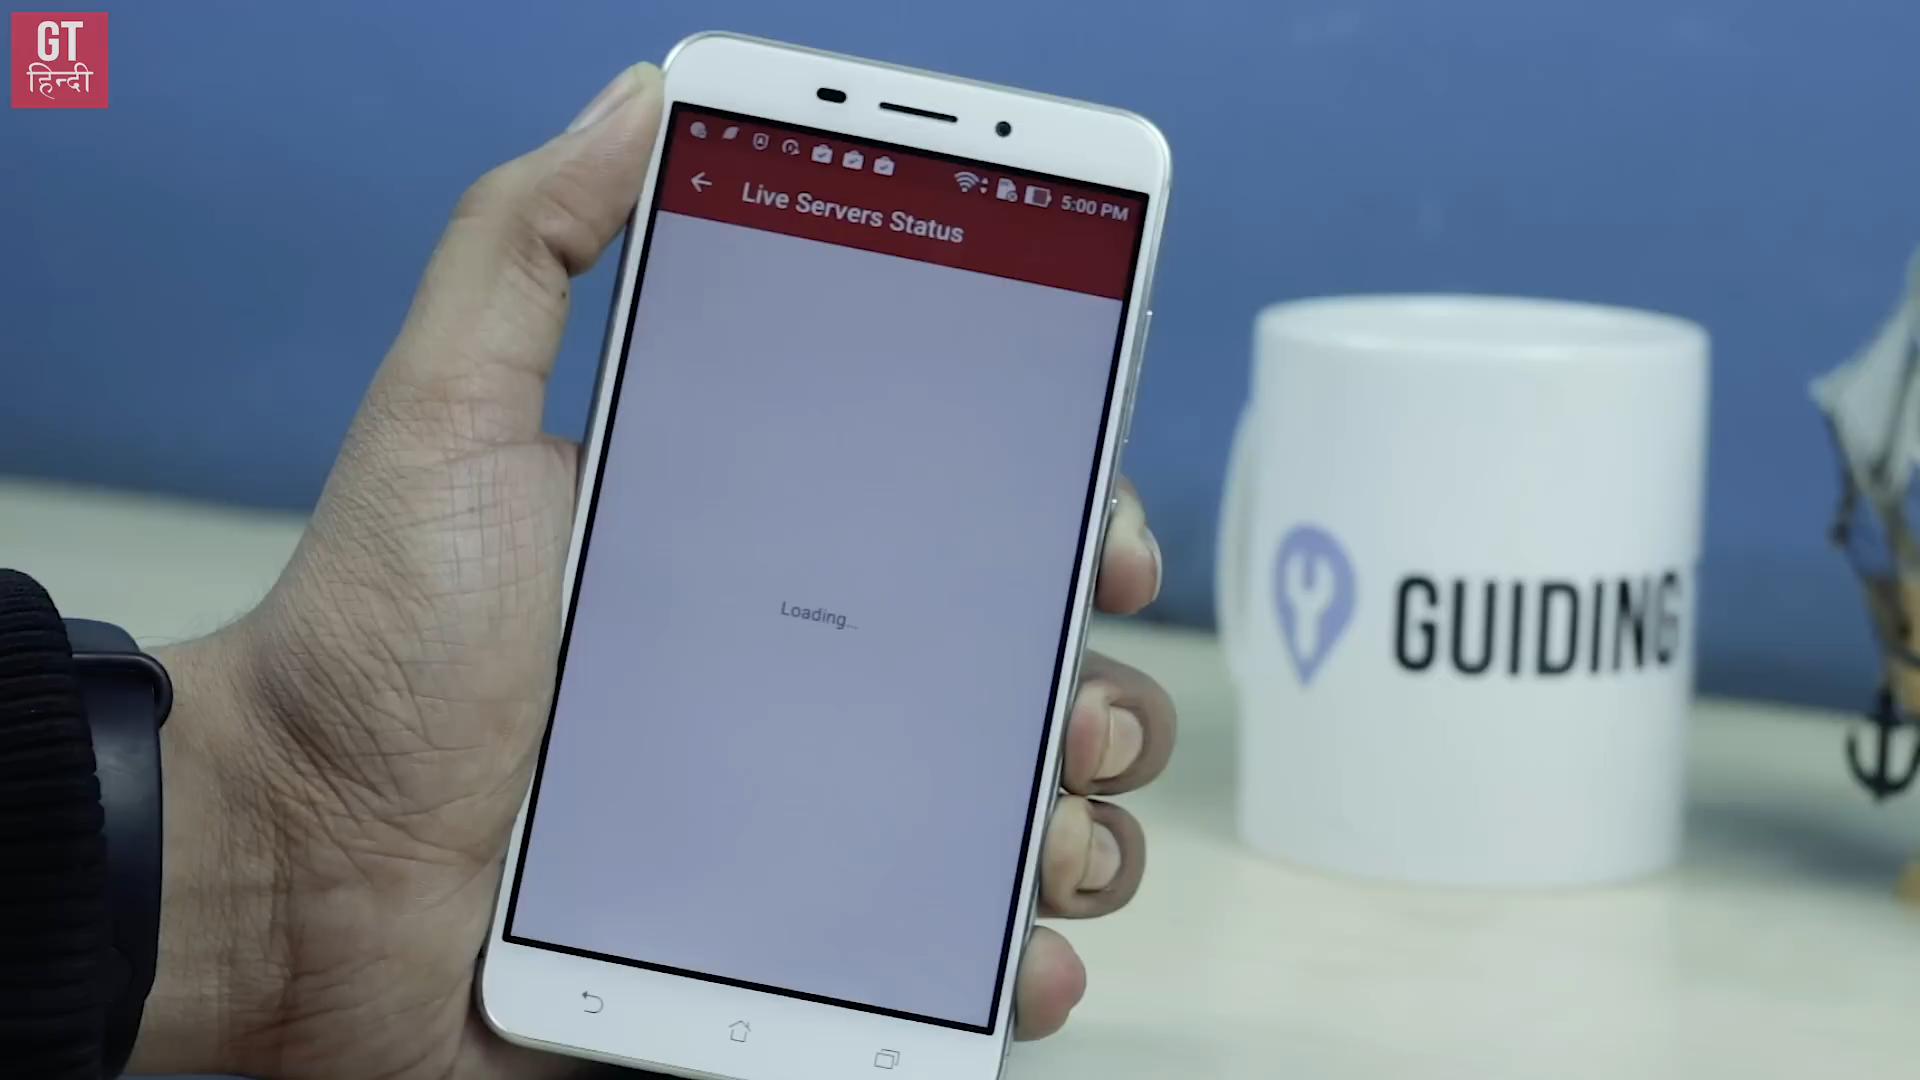 GT
हिन्दी
5:00 PM
Live Servers Status
Loading...
GUIDING